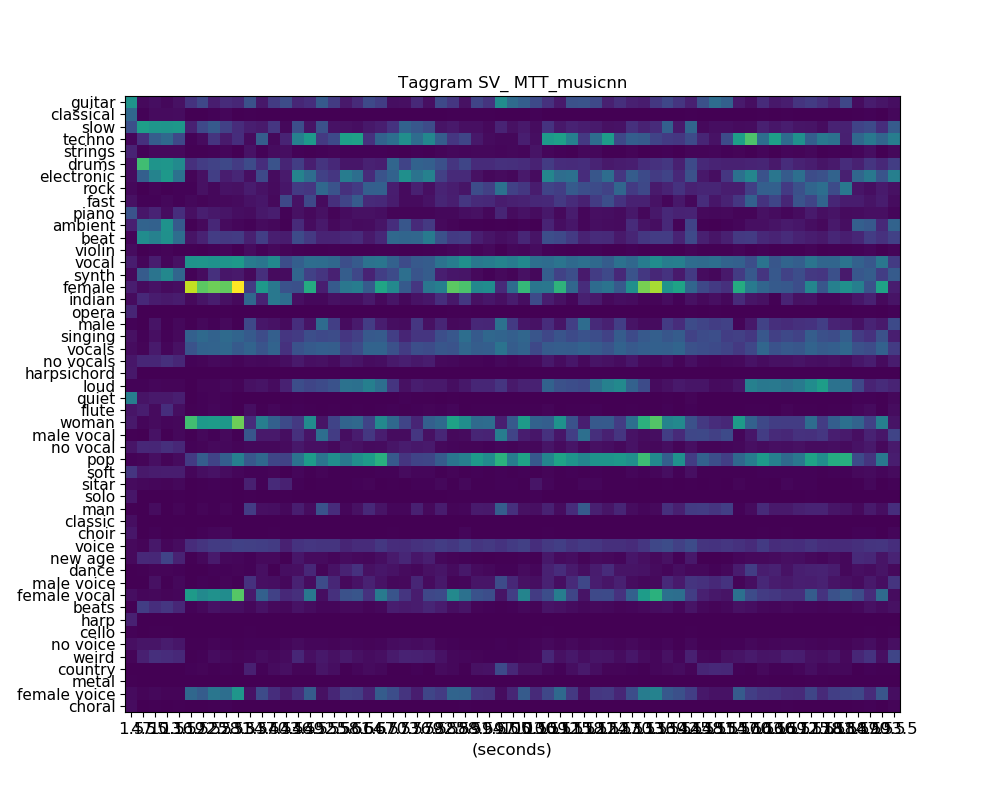 Taggram SV_ MTT_musicnn
guitar
classical
slow
techno
strings
drums
electronic
rock
fast
piano
ambient
beat
violin
vocal
synth
female
indian
opera
male
singing
vocals
no vocals
harpsichord
loud
quiet
flute
woman
male vocal
no vocal
pop
soft
sitar
solo
man
classic
choir
voice
new age
dance
male voice
female vocal
beats
harp
cello
no voice
weird
country
metal
female voice
choral
(seconds)